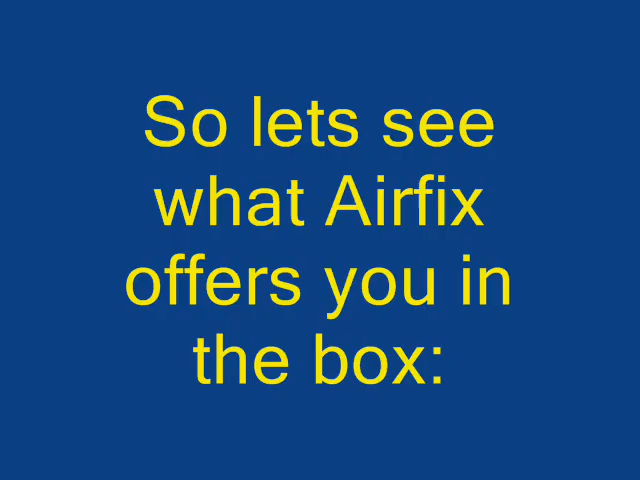 So lets see
what Airfix
offers you in
the box: